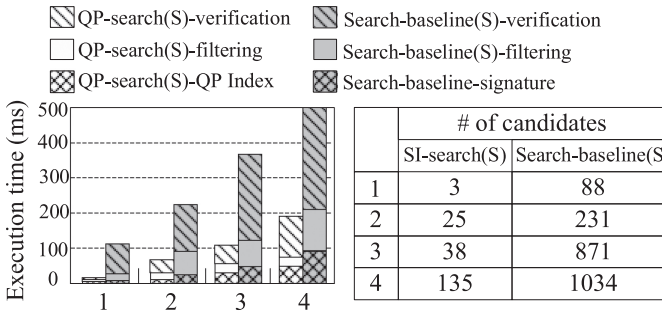 QP-search(S)-verification
Search-baseline(S)-verification
QP-search(S)-filtering
Search-baseline(S)-filtering
QP-search(S)-QP Index
Search-baseline-signature
Execution time (ms)
500
400
300
200
100
0
1 2 3 4
# of candidates
SI-search(S) Search-baseline(S
1 3 88
2 25 231
3 38 871
4 135 1034